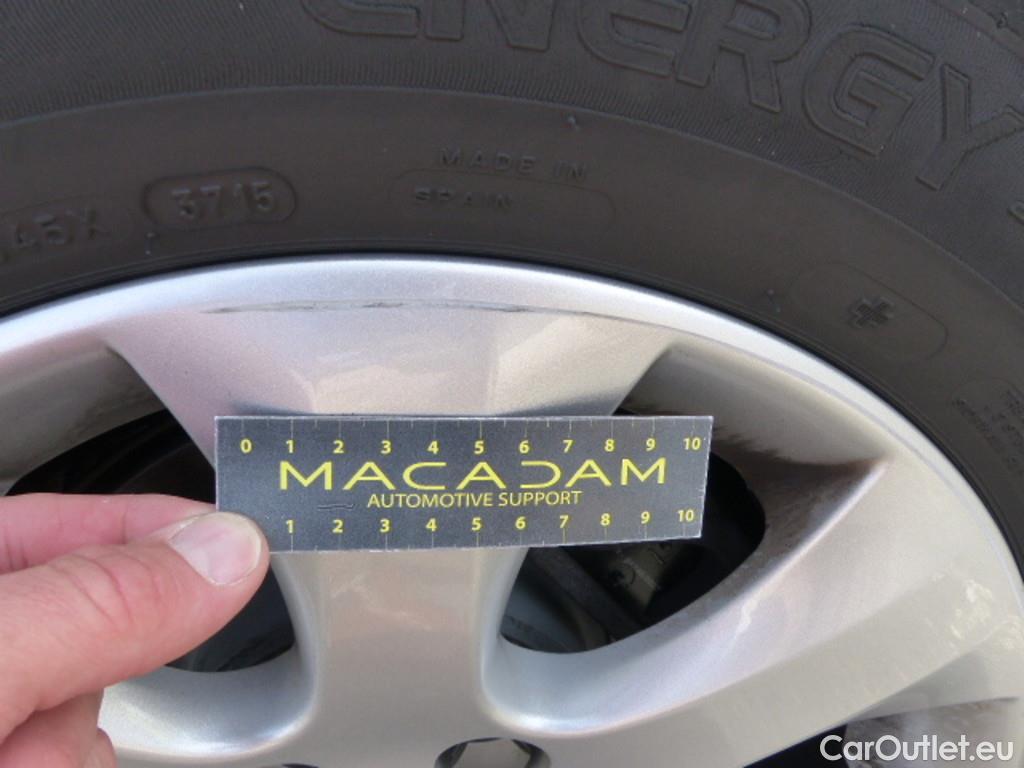 ENERGY
MADE IN
SPAIN
45X
3715
+
0 1 2 3 4 5 6 7 8 9 10
MACADAM
AUTOMOTIVE SUPPORT
1 2 3 4 5 6 7 8 9 10
CarOutlet.eu